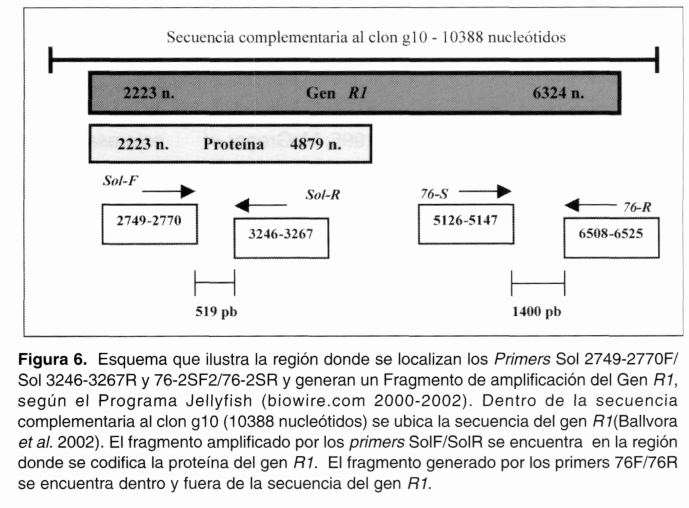 Secuencia complementaria al clon g10 - 10388 nucleótidos
2223 n. Gen R1 6324 n.
2223 n. Proteína 4879 n.
Sol-F Sol-R 76-S 76-R
2749-2770 3246-3267 5126-5147 6508-6525
519 pb 1400 pb
Figura 6. Esquema que ilustra la región donde se localizan los Primers Sol 2749-2770F/
Sol 3246-3267R y 76-2SF2/76-2SR y generan un Fragmento de amplificación del Gen R1,
según el Programa Jellyfish (biowire.com 2000-2002). Dentro de la secuencia
complementaria al clon g10 (10388 nucleótidos) se ubica la secuencia del gen R1(Ballvora
et al. 2002). El fragmento amplificado por los primers SolF/SolR se encuentra en la región
donde se codifica la proteína del gen R1. El fragmento generado por los primers 76F/76R
se encuentra dentro y fuera de la secuencia del gen R1.